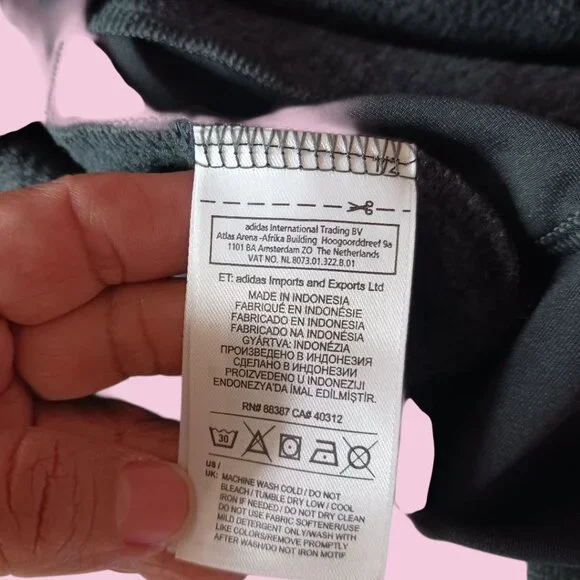 1/2
adidas International Trading BV
Atlas Arena -Afrika Building Hoogoorddreef 9a
1101 BA Amsterdam ZO The Netherlands
VAT NO. NL 8073.01.322.B.01
ET: adidas Imports and Exports Ltd
MADE IN INDONESIA
FABRIQUÉ EN INDONÉSIE
FABRICADO EN INDONESIA
FABRICADO NA INDONÉSIA
GYÁRTVA: INDONÉZIA
ПРОИЗВЕДЕНО В ИНДОНЕЗИЯ
СДЕЛАНО В ИНДОНЕЗИИ
PROIZVEDENO U INDONEZIJI
ENDONEZYA'DA İMAL EDİLMİŞTİR.
RN# 88387 CA# 40312
30
US /
UK: MACHINE WASH COLD / DO NOT
BLEACH / TUMBLE DRY LOW / COOL
IRON IF NEEDED / DO NOT DRY CLEAN
DO NOT USE FABRIC SOFTENER/USE
MILD DETERGENT ONLY/WASH WITH
LIKE COLORS/REMOVE PROMPTLY
AFTER WASH/DO NOT IRON MOTIF